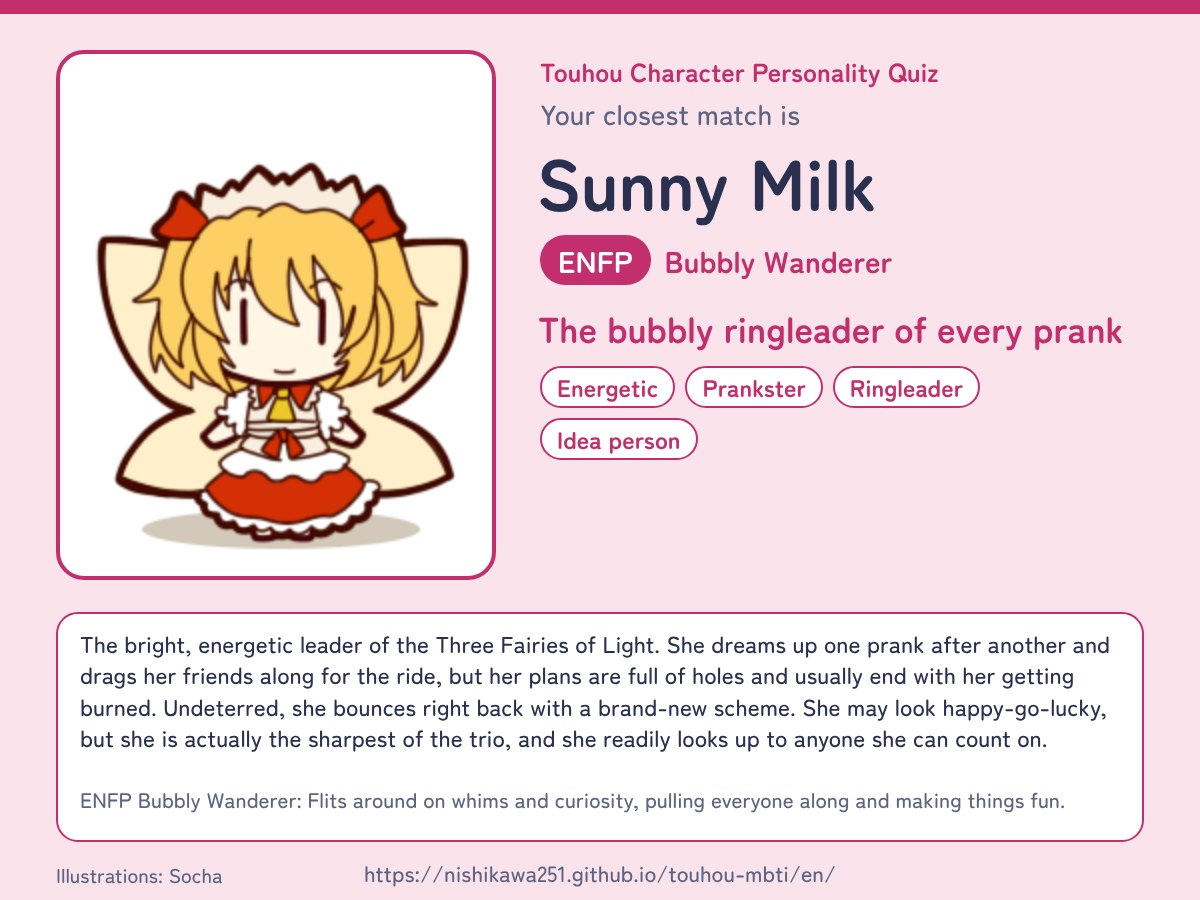 Touhou Character Personality Quiz
Your closest match is
Sunny Milk
ENFP Bubbly Wanderer
The bubbly ringleader of every prank
Energetic Prankster Ringleader
Idea person
The bright, energetic leader of the Three Fairies of Light. She dreams up one prank after another and
drags her friends along for the ride, but her plans are full of holes and usually end with her getting
burned. Undeterred, she bounces right back with a brand-new scheme. She may look happy-go-lucky,
but she is actually the sharpest of the trio, and she readily looks up to anyone she can count on.
ENFP Bubbly Wanderer: Flits around on whims and curiosity, pulling everyone along and making things fun.
Illustrations: Socha https://nishikawa251.github.io/touhou-mbti/en/